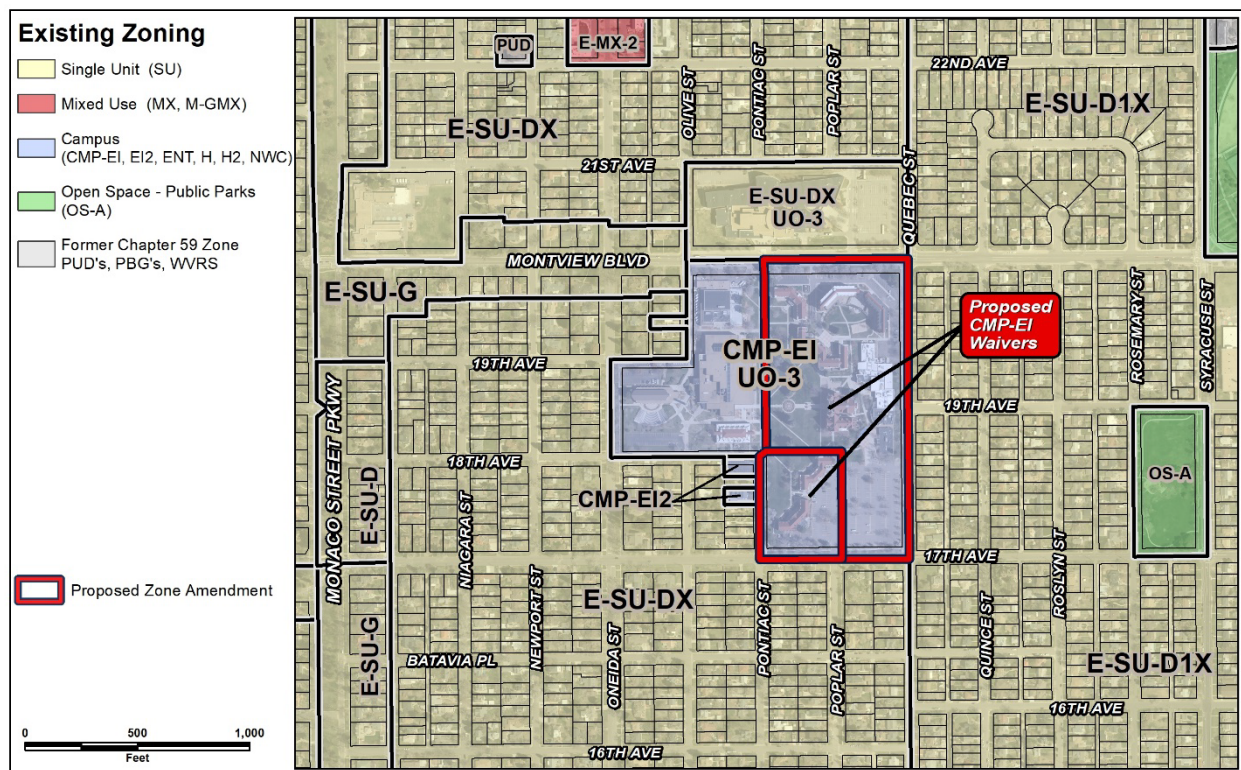 Existing Zoning
Single Unit (SU)
Mixed Use (MX, M-GMX)
Campus
(CMP-EI, EI2, ENT, H, H2, NWC)
Open Space - Public Parks
(OS-A)
Former Chapter 59 Zone
PUD's, PBG's, WVRS
Proposed Zone Amendment
0 500 1,000
Feet
PUD
E-MX-2
OLIVE ST
PONTIAC ST
POPLAR ST
22ND AVE
E-SU-DX
E-SU-D1X
21ST AVE
E-SU-DX
UO-3
QUEBEC ST
MONTVIEW BLVD
E-SU-G
ROSEMARY ST
SYRACUSE ST
Proposed
CMP-EI
Waivers
CMP-EI
UO-3
19TH AVE
19TH AVE
MONACO STREET PKWY
E-SU-D
18TH AVE
NIAGARA ST
CMP-EI2
OS-A
17TH AVE
E-SU-G
NEWPORT ST
E-SU-DX
ONEIDA ST
PONTIAC ST
POPLAR ST
QUINCE ST
ROSLYN ST
BATAVIA PL
E-SU-D1X
16TH AVE
16TH AVE